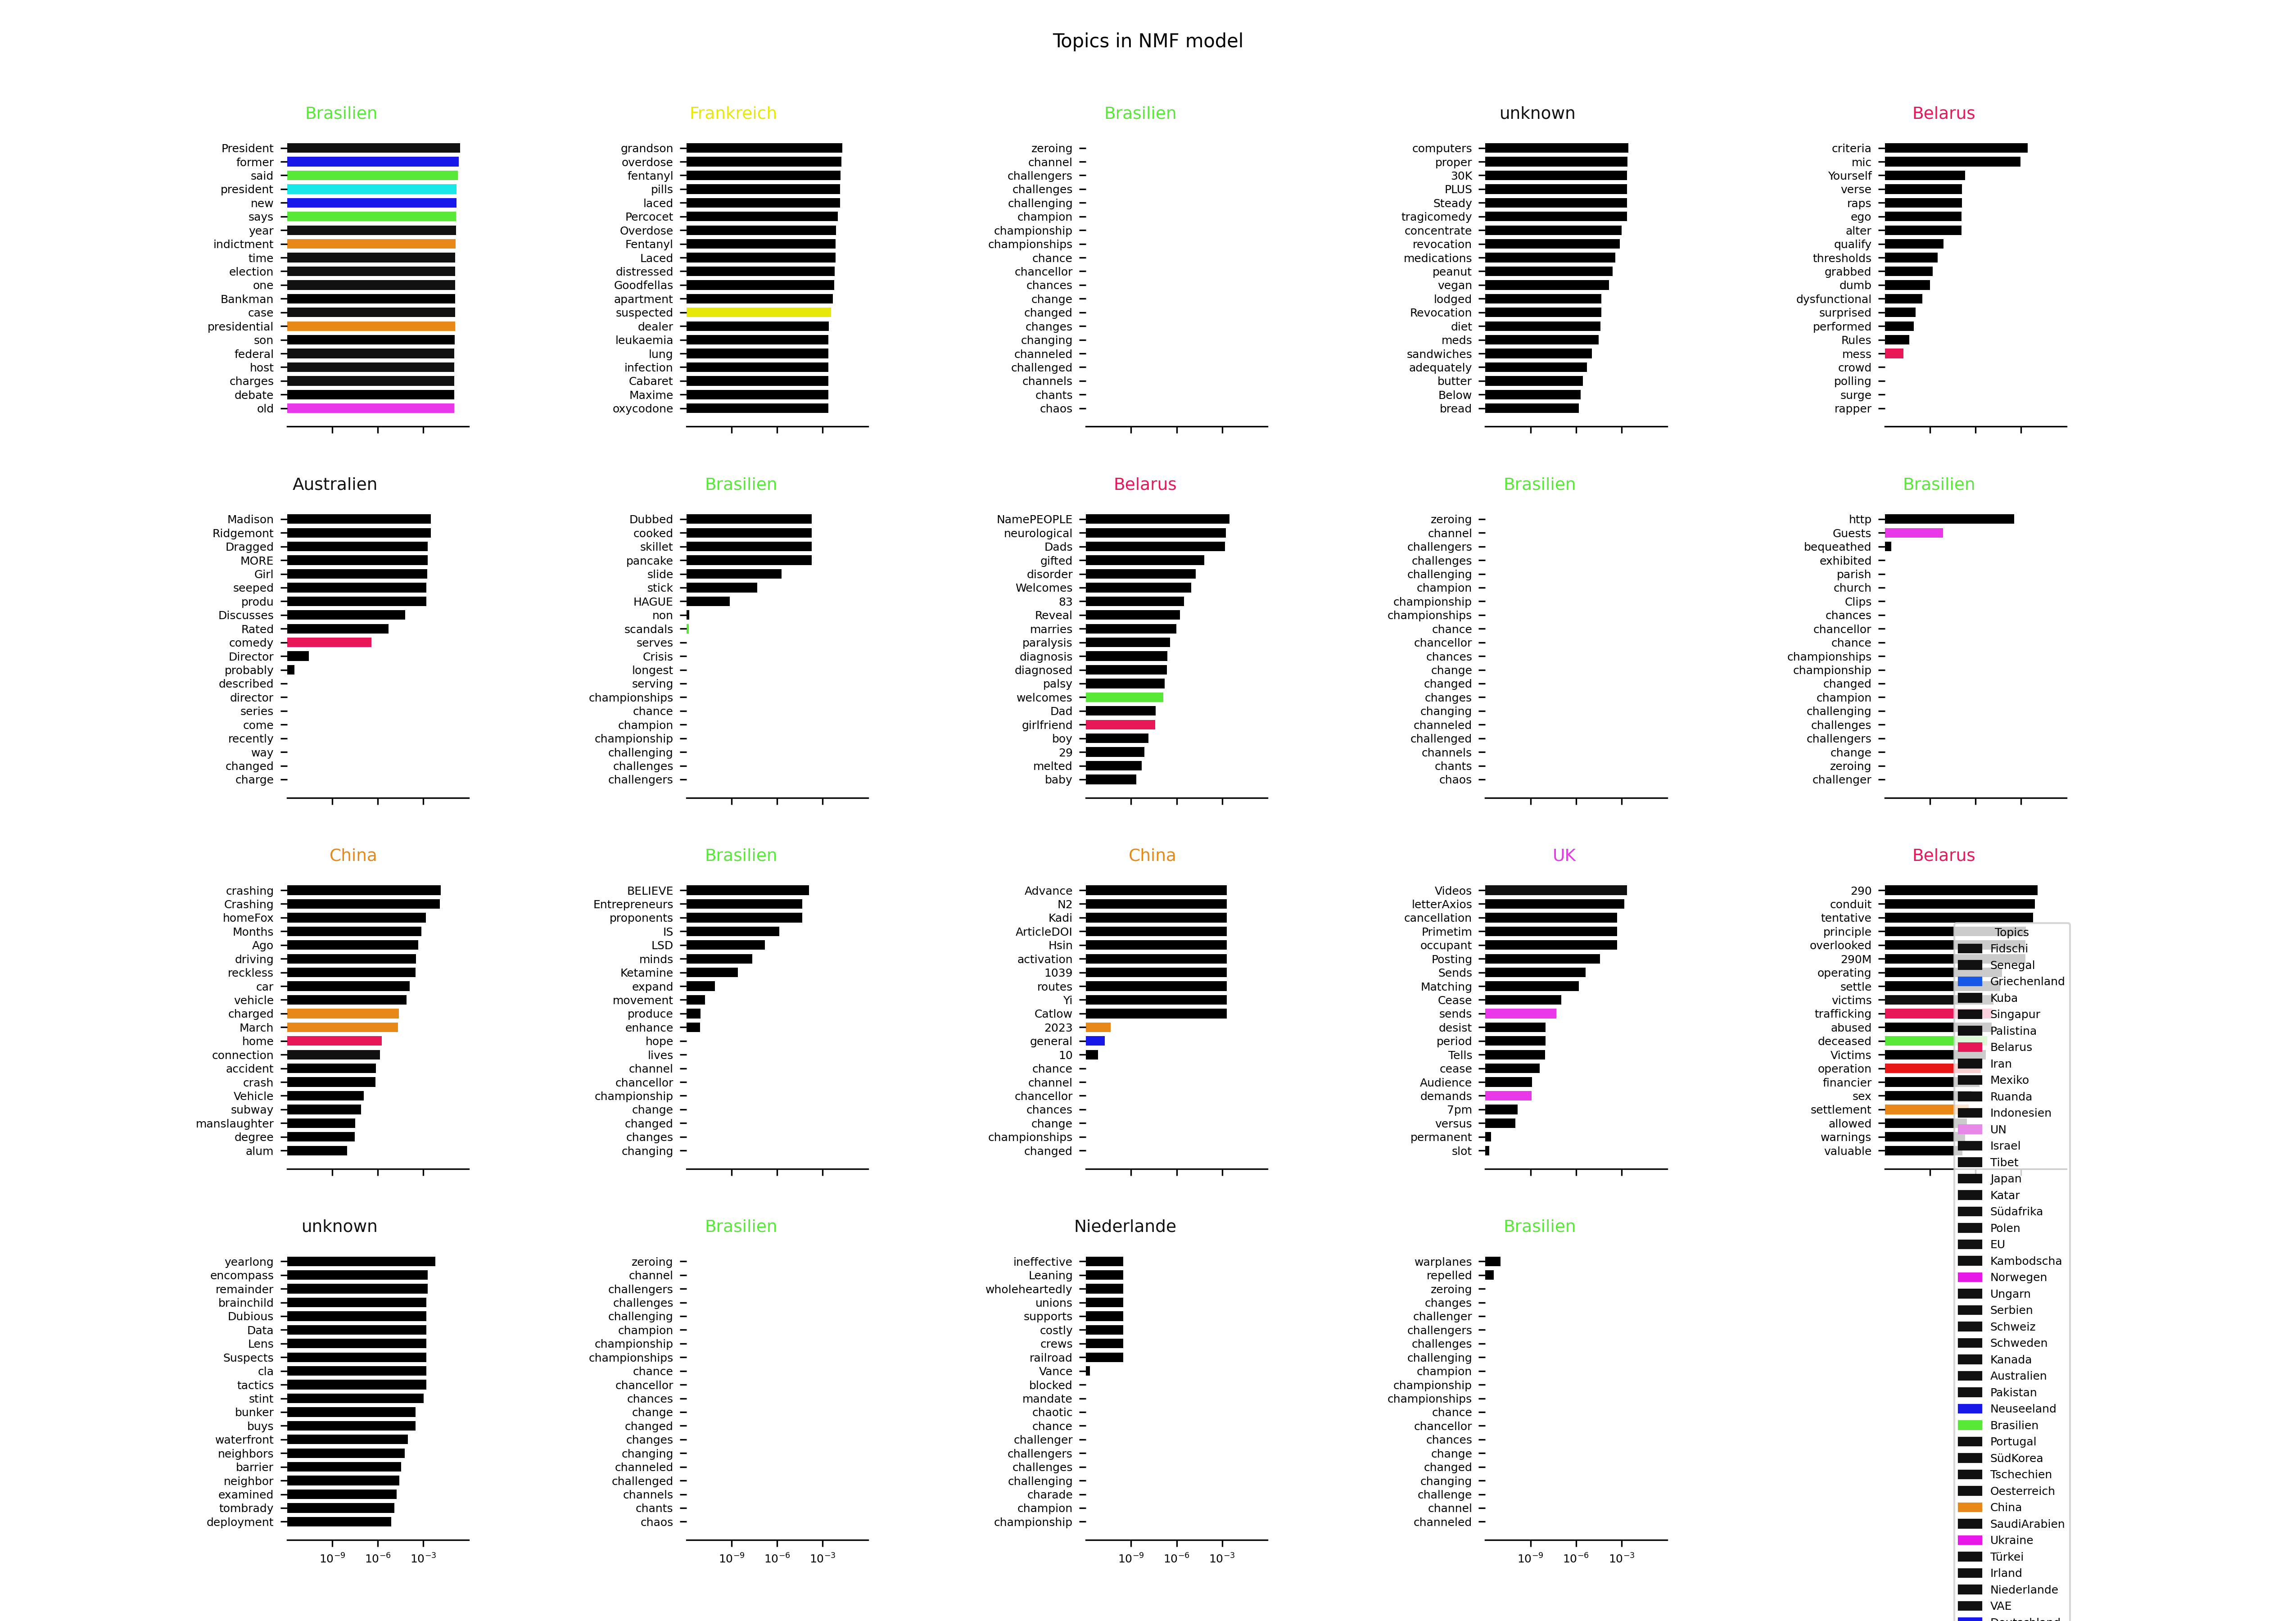 Topics in NMF model
Brasilien
President
former
said
president
new
says
year
indictment
time
election
one
Bankman
case
presidential
son
federal
host
charges
debate
old
Frankreich
grandson
overdose
fentanyl
pills
laced
Percocet
Overdose
Fentanyl
Laced
distressed
Goodfellas
apartment
suspected
dealer
leukaemia
lung
infection
Cabaret
Maxime
oxycodone
Brasilien
zeroing
channel
challengers
challenges
challenging
champion
championship
championships
chance
chancellor
chances
change
changed
changes
changing
channeled
challenged
channels
chants
chaos
unknown
computers
proper
30K
PLUS
Steady
tragicomedy
concentrate
revocation
medications
peanut
vegan
lodged
Revocation
diet
meds
sandwiches
adequately
butter
Below
bread
Belarus
criteria
mic
Yourself
verse
raps
ego
alter
qualify
thresholds
grabbed
dumb
dysfunctional
surprised
performed
Rules
mess
crowd
polling
surge
rapper
Australien
Madison
Ridgemont
Dragged
MORE
Girl
seeped
produ
Discusses
Rated
comedy
Director
probably
described
director
series
come
recently
way
changed
charge
Brasilien
Dubbed
cooked
skillet
pancake
slide
stick
HAGUE
non
scandals
serves
Crisis
longest
serving
championships
chance
champion
championship
challenging
challenges
challengers
Belarus
NamePEOPLE
neurological
Dads
gifted
disorder
Welcomes
83
Reveal
marries
paralysis
diagnosis
diagnosed
palsy
welcomes
Dad
girlfriend
boy
29
melted
baby
Brasilien
zeroing
channel
challengers
challenges
challenging
champion
championship
championships
chance
chancellor
chances
change
changed
changes
changing
channeled
challenged
channels
chants
chaos
Brasilien
http
Guests
bequeathed
exhibited
parish
church
Clips
chances
chancellor
chance
championships
championship
changed
champion
challenging
challenges
challengers
change
zeroing
challenger
China
crashing
Crashing
homeFox
Months
Ago
driving
reckless
car
vehicle
charged
March
home
connection
accident
crash
Vehicle
subway
manslaughter
degree
alum
Brasilien
BELIEVE
Entrepreneurs
proponents
IS
LSD
minds
Ketamine
expand
movement
produce
enhance
hope
lives
channel
chancellor
championship
change
changed
changes
changing
China
Advance
N2
Kadi
ArticleDOI
Hsin
activation
1039
routes
Yi
Catlow
2023
general
10
chance
channel
chancellor
chances
change
championships
changed
UK
Videos
letterAxios
cancellation
Primetim
occupant
Posting
Sends
Matching
Cease
sends
desist
period
Tells
cease
Audience
demands
7pm
versus
permanent
slot
Belarus
290
conduit
tentative
principle
overlooked
290M
operating
settle
victims
trafficking
abused
deceased
Victims
operation
financier
sex
settlement
allowed
warnings
valuable
unknown
yearlong
encompass
remainder
brainchild
Dubious
Data
Lens
Suspects
cla
tactics
stint
bunker
buys
waterfront
neighbors
barrier
neighbor
examined
tombrady
deployment
10⁻⁹ 10⁻⁶ 10⁻³
Brasilien
zeroing
channel
challengers
challenges
challenging
champion
championship
championships
chance
chancellor
chances
change
changed
changes
changing
channeled
challenged
channels
chants
chaos
10⁻⁹ 10⁻⁶ 10⁻³
Niederlande
ineffective
Leaning
wholeheartedly
unions
supports
costly
crews
railroad
Vance
blocked
mandate
chaotic
chance
challenger
challengers
challenges
challenging
charade
champion
championship
10⁻⁹ 10⁻⁶ 10⁻³
Brasilien
warplanes
repelled
zeroing
changes
challenger
challengers
challenges
challenging
champion
championship
championships
chance
chancellor
chances
change
changed
changing
challenge
channel
channeled
10⁻⁹ 10⁻⁶ 10⁻³
Topics
Fidschi
Senegal
Griechenland
Kuba
Singapur
Palistina
Belarus
Iran
Mexiko
Ruanda
Indonesien
UN
Israel
Tibet
Japan
Katar
Südafrika
Polen
EU
Kambodscha
Norwegen
Ungarn
Serbien
Schweiz
Schweden
Kanada
Australien
Pakistan
Neuseeland
Brasilien
Portugal
SüdKorea
Tschechien
Oesterreich
China
SaudiArabien
Ukraine
Türkei
Irland
Niederlande
VAE